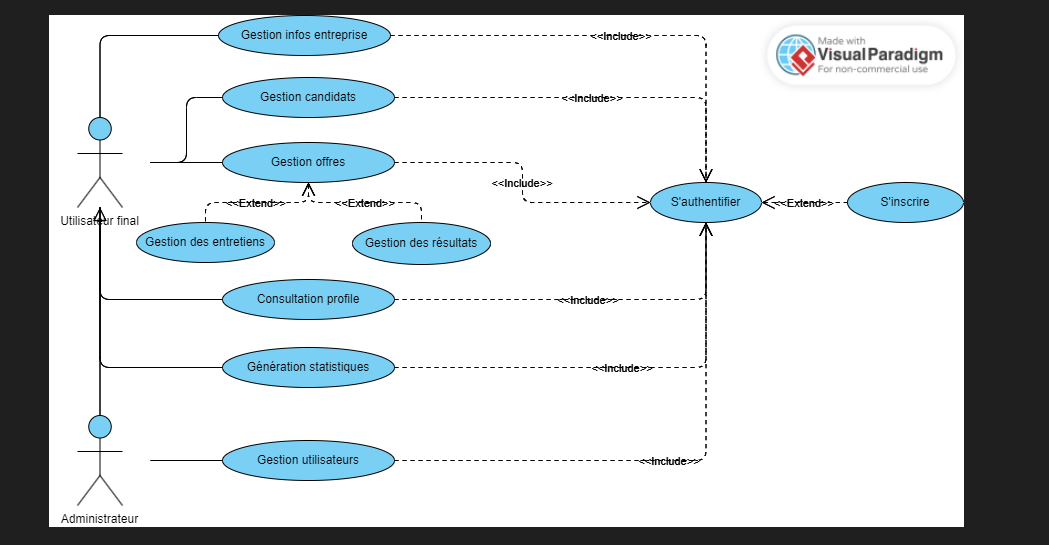 Gestion infos entreprise
<<Include>>
Made with
Visual Paradigm
For non-commercial use
Gestion candidats
<<Include>>
Gestion offres
<<Include>>
<<Extend>>
<<Extend>>
S'authentifier
<<Extend>>
S'inscrire
Utilisateur final
Gestion des entretiens
Gestion des résultats
Consultation profile
<<Include>>
Génération statistiques
<<Include>>
Gestion utilisateurs
<<Include>>
Administrateur